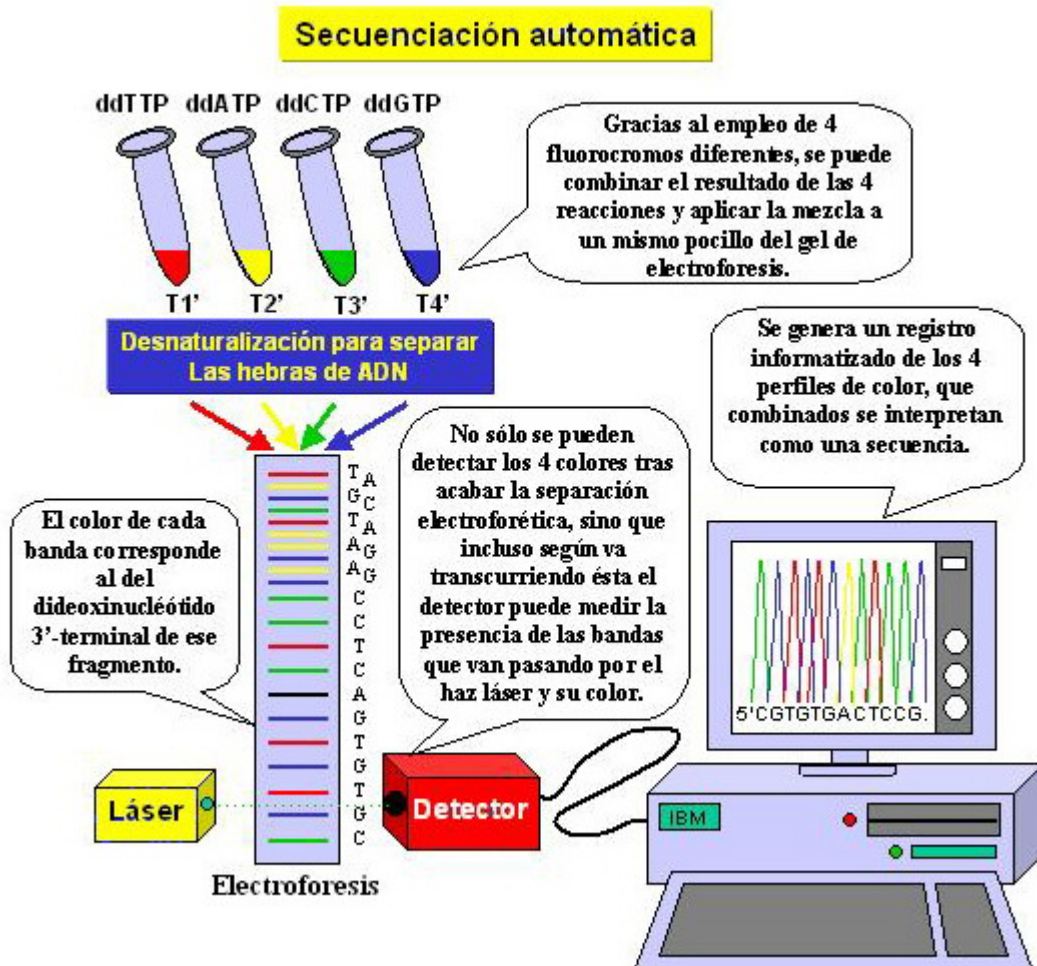 Secuenciación automática
ddTTP ddATP ddCTP ddGTP
T1' T2' T3' T4'
Gracias al empleo de 4
fluorocromos diferentes, se puede
combinar el resultado de las 4
reacciones y aplicar la mezcla a
un mismo pocillo del gel de
electroforesis.
Desnaturalización para separar
Las hebras de ADN
Se genera un registro
informatizado de los 4
perfiles de color, que
combinados se interpretan
como una secuencia.
No sólo se pueden
detectar los 4 colores tras
acabar la separación
electroforética, sino que
incluso según va
transcurriendo ésta el
detector puede medir la
presencia de las bandas
que van pasando por el
haz láser y su color.
El color de cada
banda corresponde
al del
dideoxinucléótido
3'-terminal de ese
fragmento.
T
A
G
C
T
A
A
G
A
G
C
C
T
C
A
G
T
G
T
G
C
5'CGTGTGACTCCG.
Láser
Detector
IBM
Electroforesis